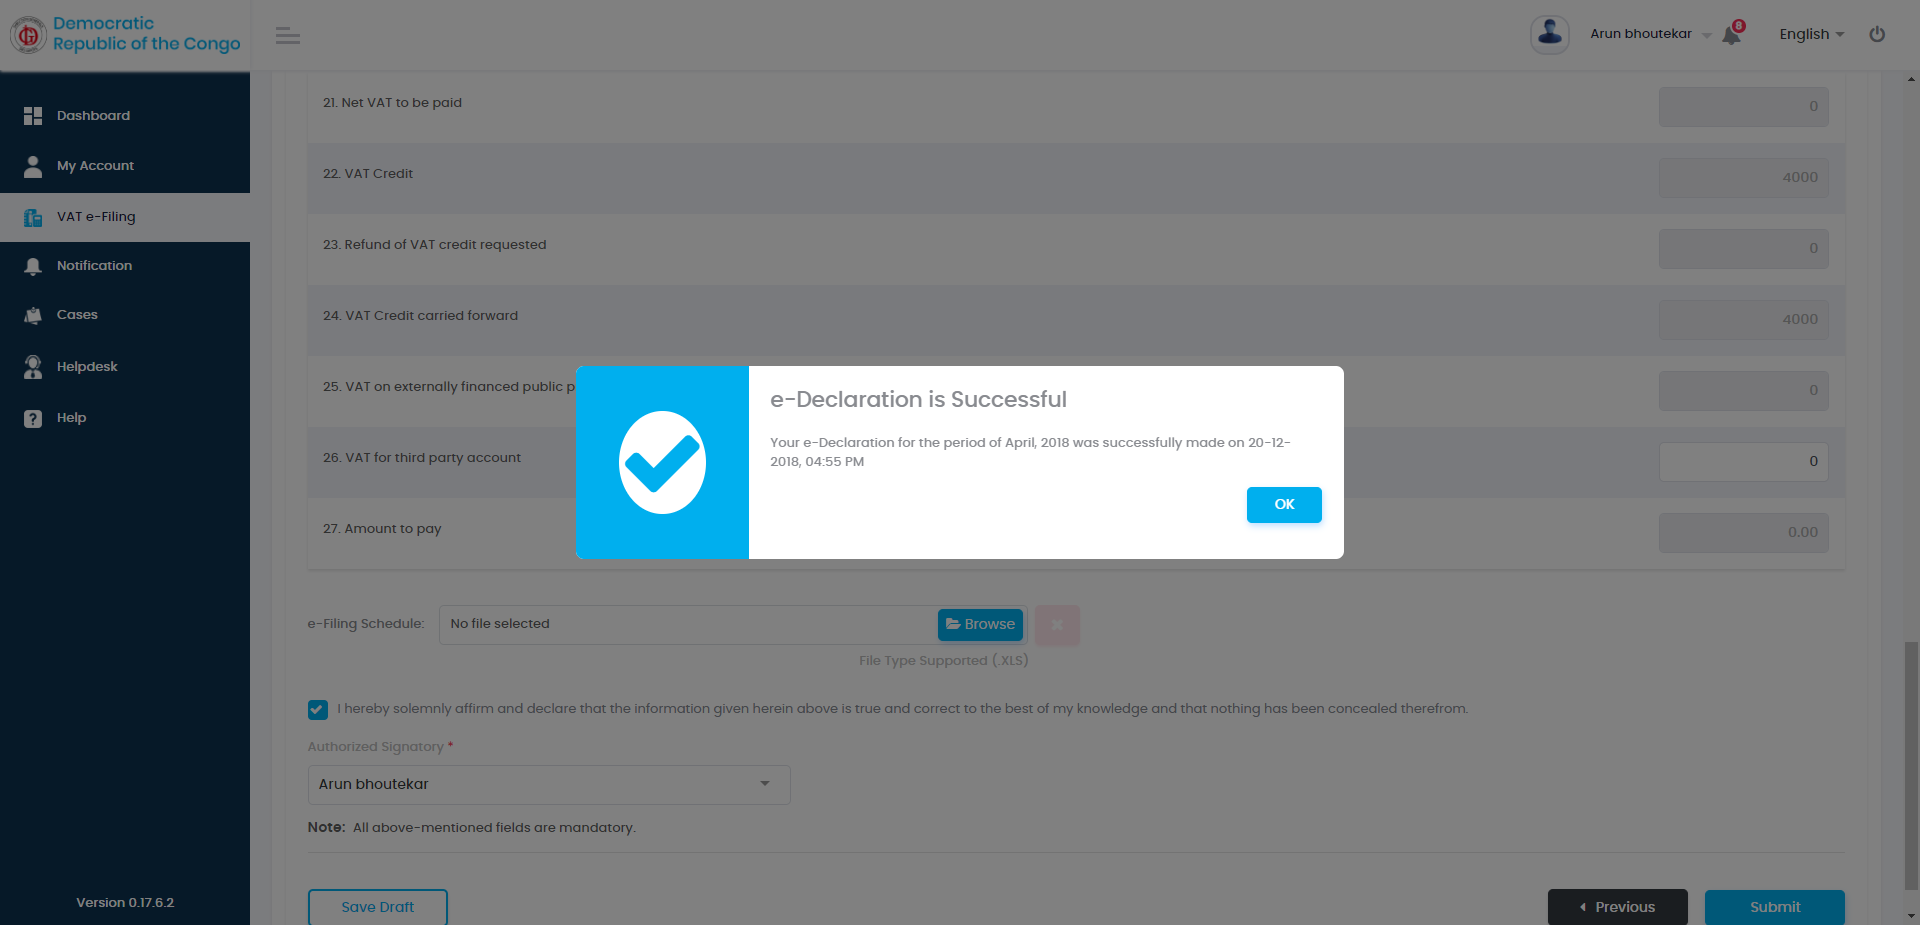 Democratic
Republic of the Congo
Arun bhoutekar
8
English
Dashboard
My Account
VAT e-Filing
Notification
Cases
Helpdesk
Help
Version 0.17.6.2
21. Net VAT to be paid
0
22. VAT Credit
4000
23. Refund of VAT credit requested
0
24. VAT Credit carried forward
4000
25. VAT on externally financed public p
0
26. VAT for third party account
0
27. Amount to pay
0.00
e-Declaration is Successful
Your e-Declaration for the period of April, 2018 was successfully made on 20-12-
2018, 04:55 PM
OK
e-Filing Schedule:
No file selected
Browse
File Type Supported (.XLS)
I hereby solemnly affirm and declare that the information given herein above is true and correct to the best of my knowledge and that nothing has been concealed therefrom.
Authorized Signatory *
Arun bhoutekar
Note: All above-mentioned fields are mandatory.
Save Draft
Previous
Submit